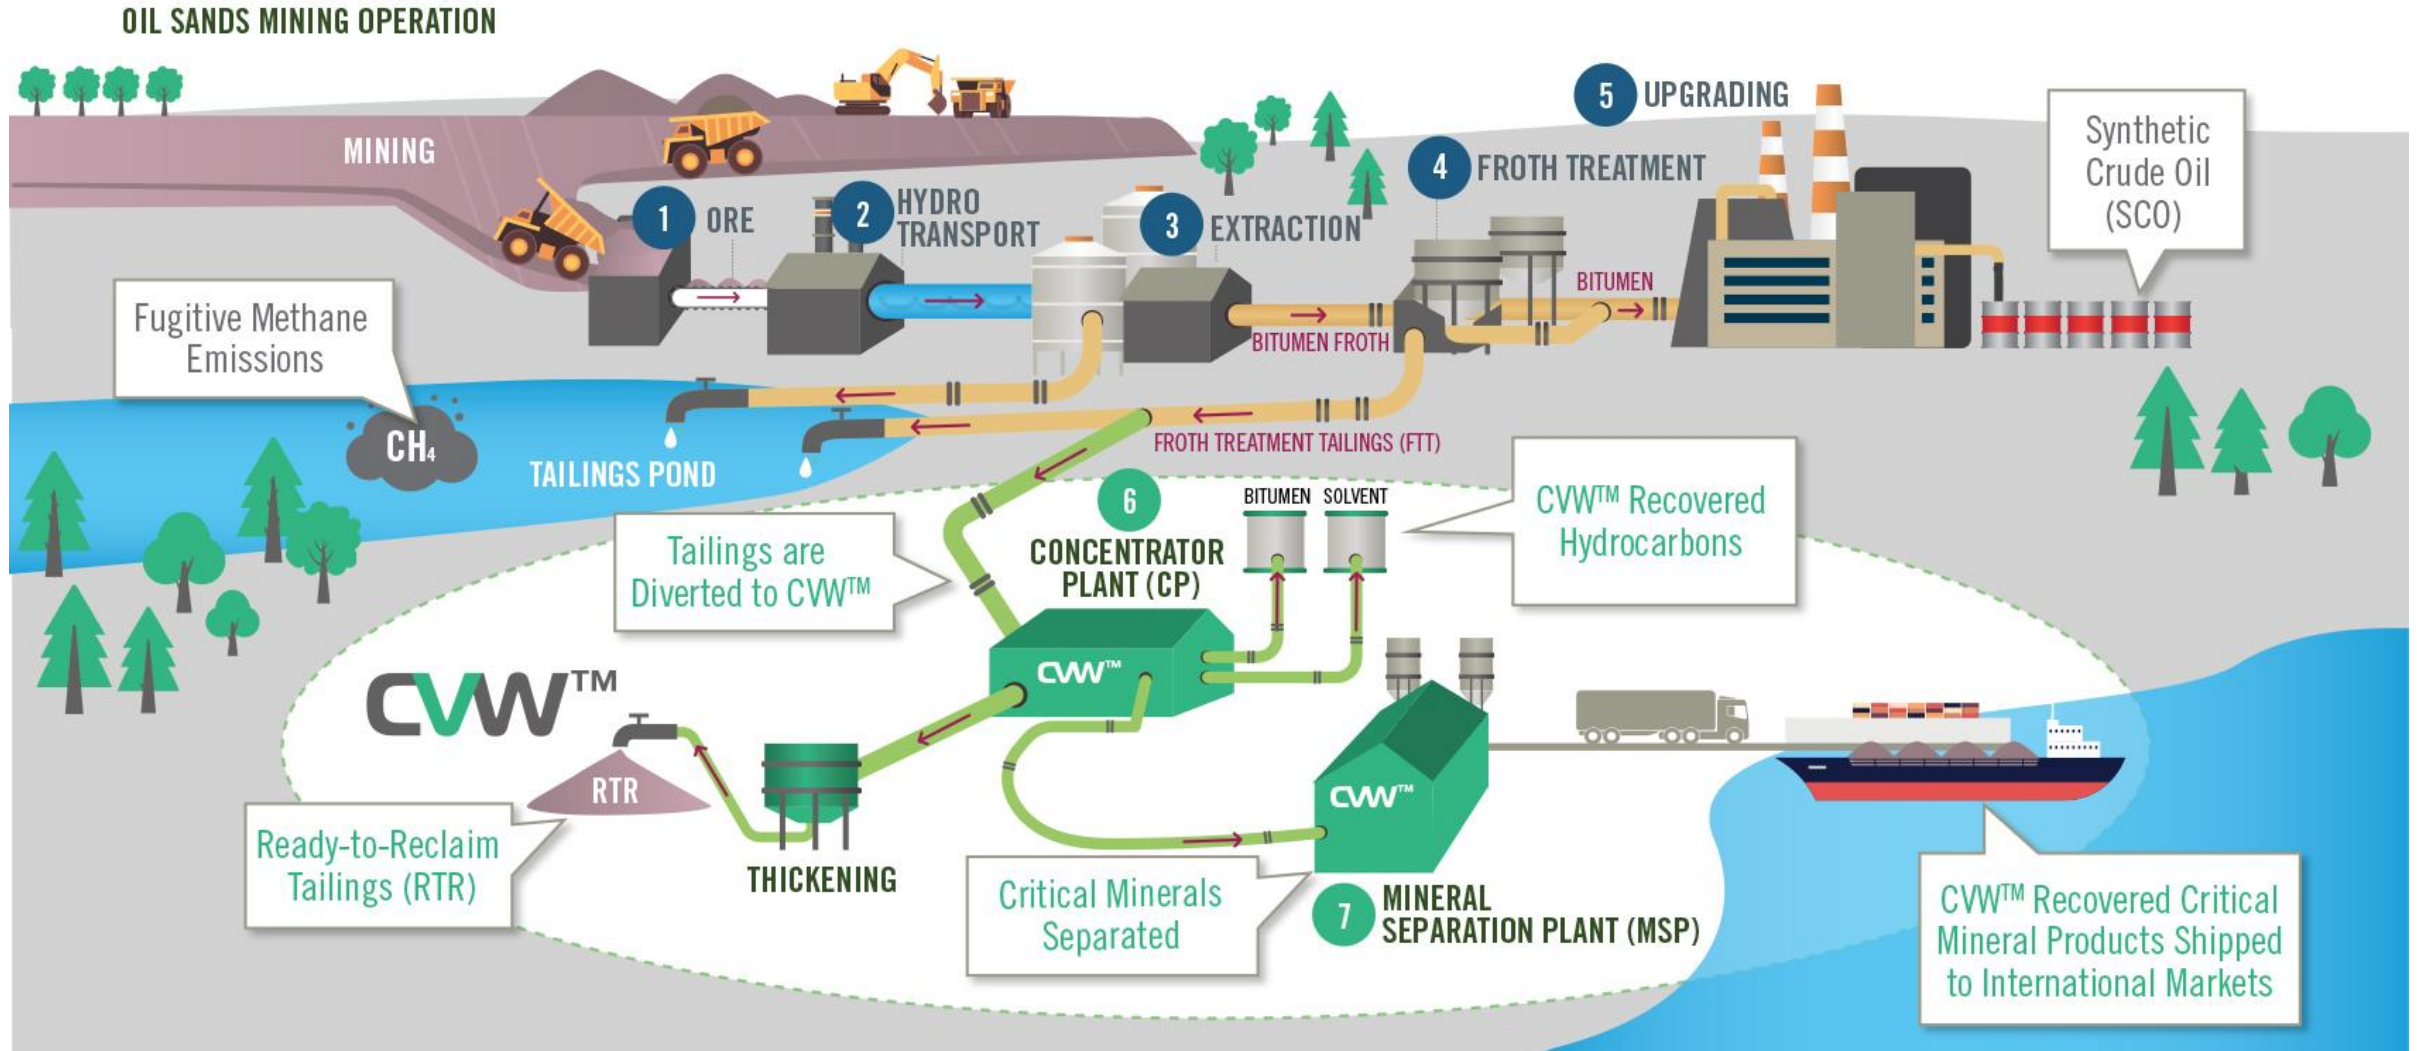 OIL SANDS MINING OPERATION
MINING
1 ORE
2 HYDRO
TRANSPORT
3 EXTRACTION
4 FROTH TREATMENT
5 UPGRADING
Synthetic
Crude Oil
(SCO)
BITUMEN
BITUMEN FROTH
Fugitive Methane
Emissions
CH₄
TAILINGS POND
FROTH TREATMENT TAILINGS (FTT)
Tailings are
Diverted to CVW™
6
CONCENTRATOR
PLANT (CP)
BITUMEN SOLVENT
CVW™ Recovered
Hydrocarbons
CVW™
CVW™
RTR
Ready-to-Reclaim
Tailings (RTR)
THICKENING
CVW™
Critical Minerals
Separated
7 MINERAL
SEPARATION PLANT (MSP)
CVW™ Recovered Critical
Mineral Products Shipped
to International Markets